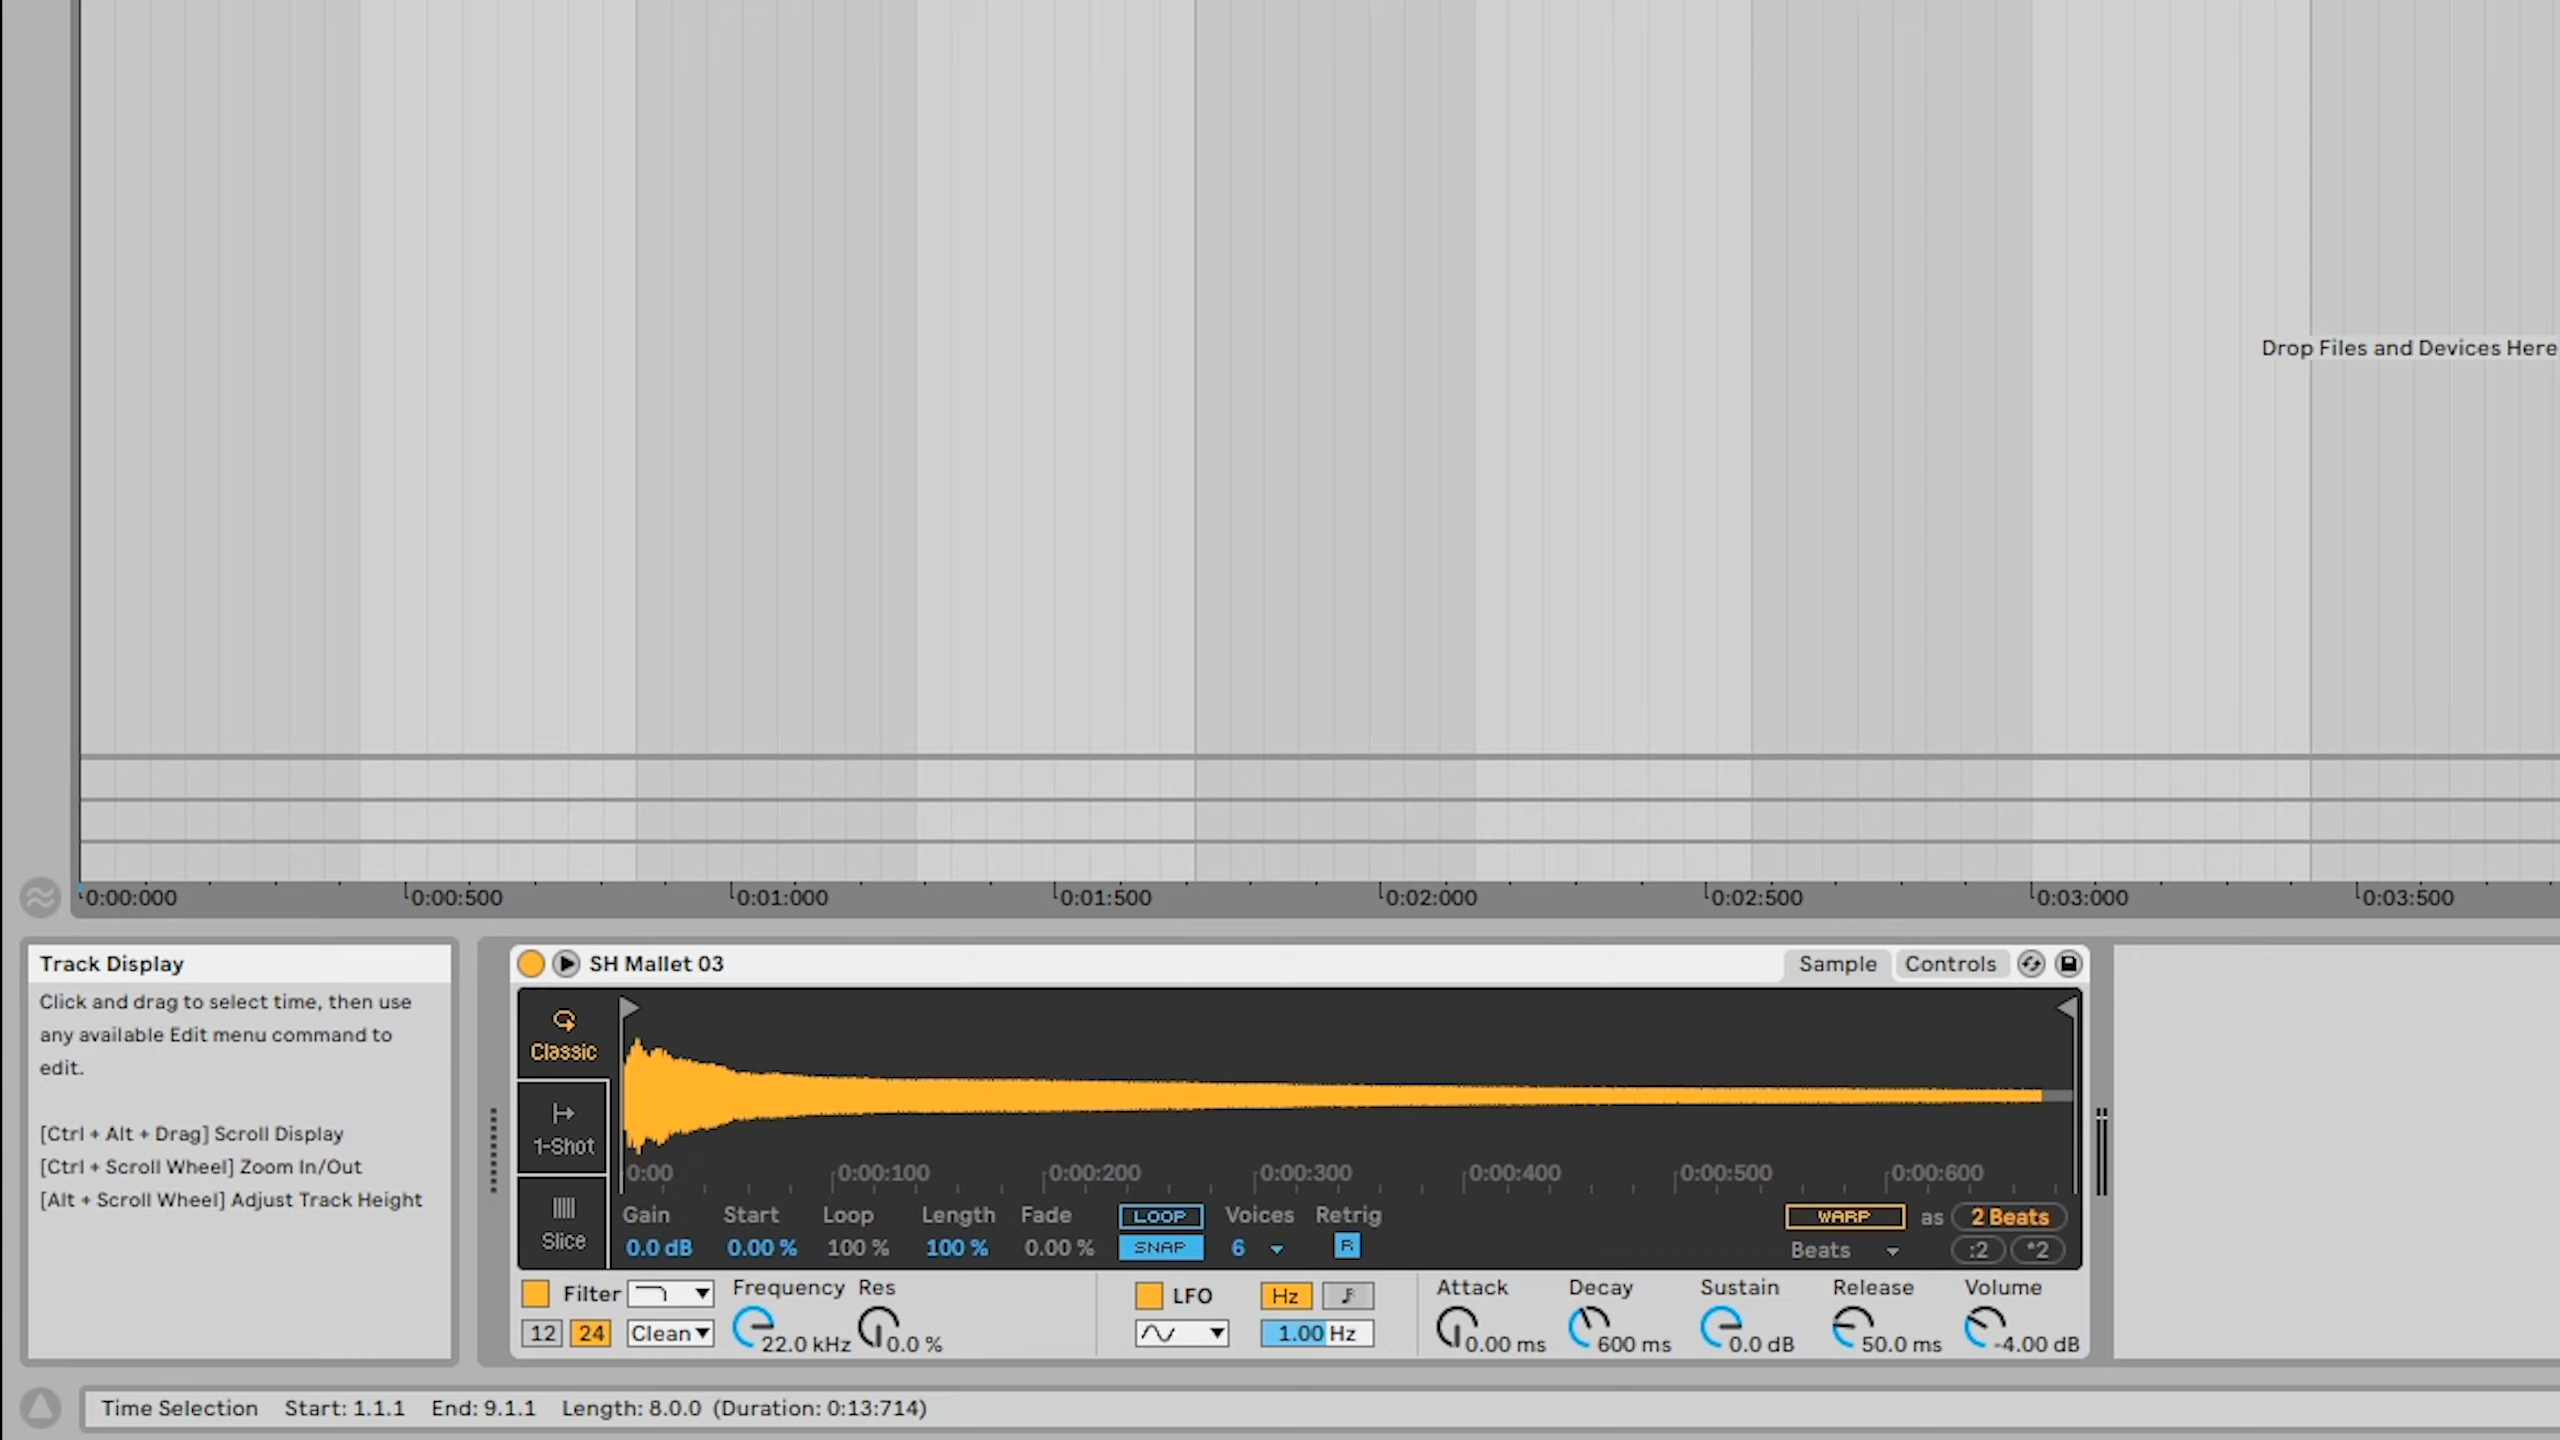 Drop Files and Devices Here
0:00:000 0:00:500 0:01:000 0:01:500 0:02:000 0:02:500 0:03:000 0:03:500
Track Display
Click and drag to select time, then use
any available Edit menu command to
edit.
[Ctrl + Alt + Drag] Scroll Display
[Ctrl + Scroll Wheel] Zoom In/Out
[Alt + Scroll Wheel] Adjust Track Height
SH Mallet 03 Sample Controls
Classic
1-Shot
Slice
0:00 0:00:100 0:00:200 0:00:300 0:00:400 0:00:500 0:00:600
Gain Start Loop Length Fade LOOP Voices Retrig WARP as 2 Beats
0.0 dB 0.00 % 100 % 100 % 0.00 % SNAP 6 R Beats :2 *2
Filter Frequency Res LFO Hz Attack Decay Sustain Release Volume
12 24 Clean 22.0 kHz 0.0 % 1.00 Hz 0.00 ms 600 ms 0.0 dB 50.0 ms -4.00 dB
Time Selection Start: 1.1.1 End: 9.1.1 Length: 8.0.0 (Duration: 0:13:714)